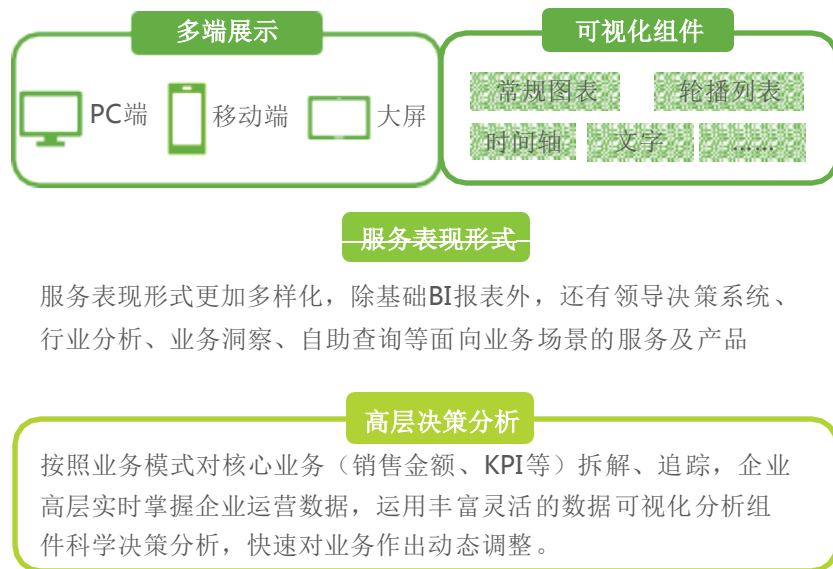 多端展示
可视化组件
PC端
移动端
大屏
常规图表
轮播列表
时间轴
文字
......
服务表现形式
服务表现形式更加多样化，除基础BI报表外，还有领导决策系统、
行业分析、业务洞察、自助查询等面向业务场景的服务及产品
高层决策分析
按照业务模式对核心业务（销售金额、KPI等）拆解、追踪，企业
高层实时掌握企业运营数据，运用丰富灵活的数据可视化分析组
件科学决策分析，快速对业务作出动态调整。